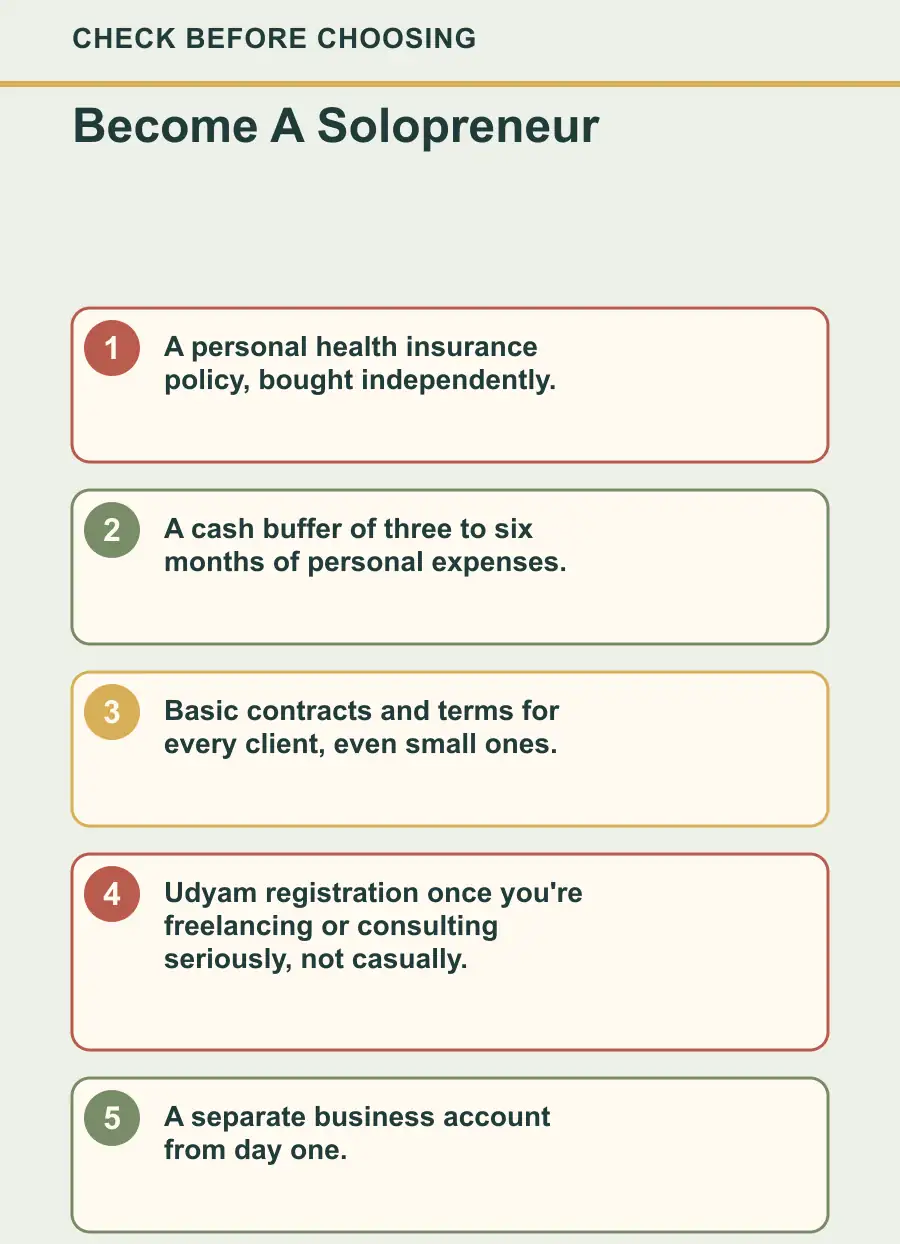 CHECK BEFORE CHOOSING
Become A Solopreneur
1
A personal health insurance
policy, bought independently.
2
A cash buffer of three to six
months of personal expenses.
3
Basic contracts and terms for
every client, even small ones.
4
Udyam registration once you're
freelancing or consulting
seriously, not casually.
5
A separate business account
from day one.